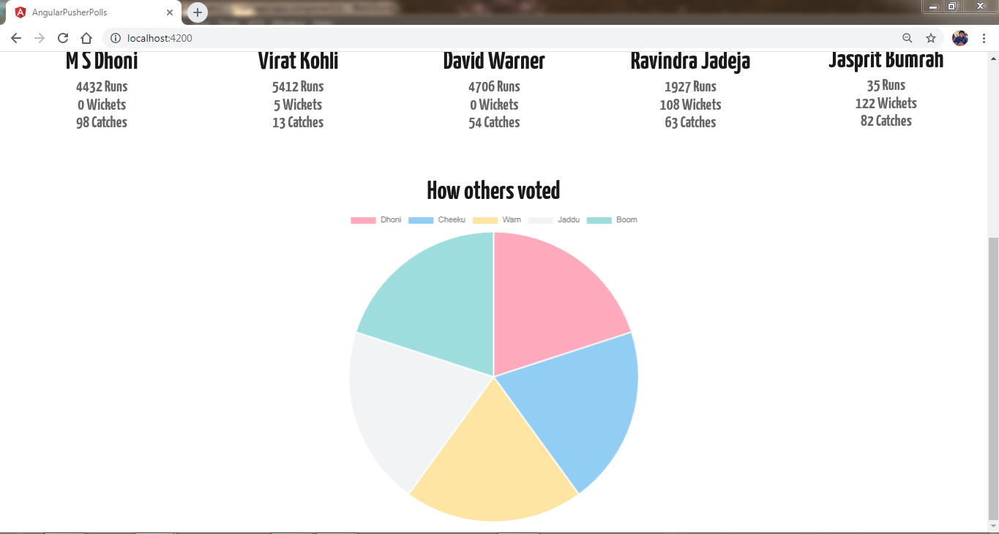 AngularPusherPolls
localhost:4200
M S Dhoni
4432 Runs
0 Wickets
98 Catches
Virat Kohli
5412 Runs
5 Wickets
13 Catches
David Warner
4706 Runs
0 Wickets
54 Catches
Ravindra Jadeja
1927 Runs
108 Wickets
63 Catches
Jasprit Bumrah
35 Runs
122 Wickets
82 Catches
How others voted
Dhoni Cheeku Warn Jaddu Boom